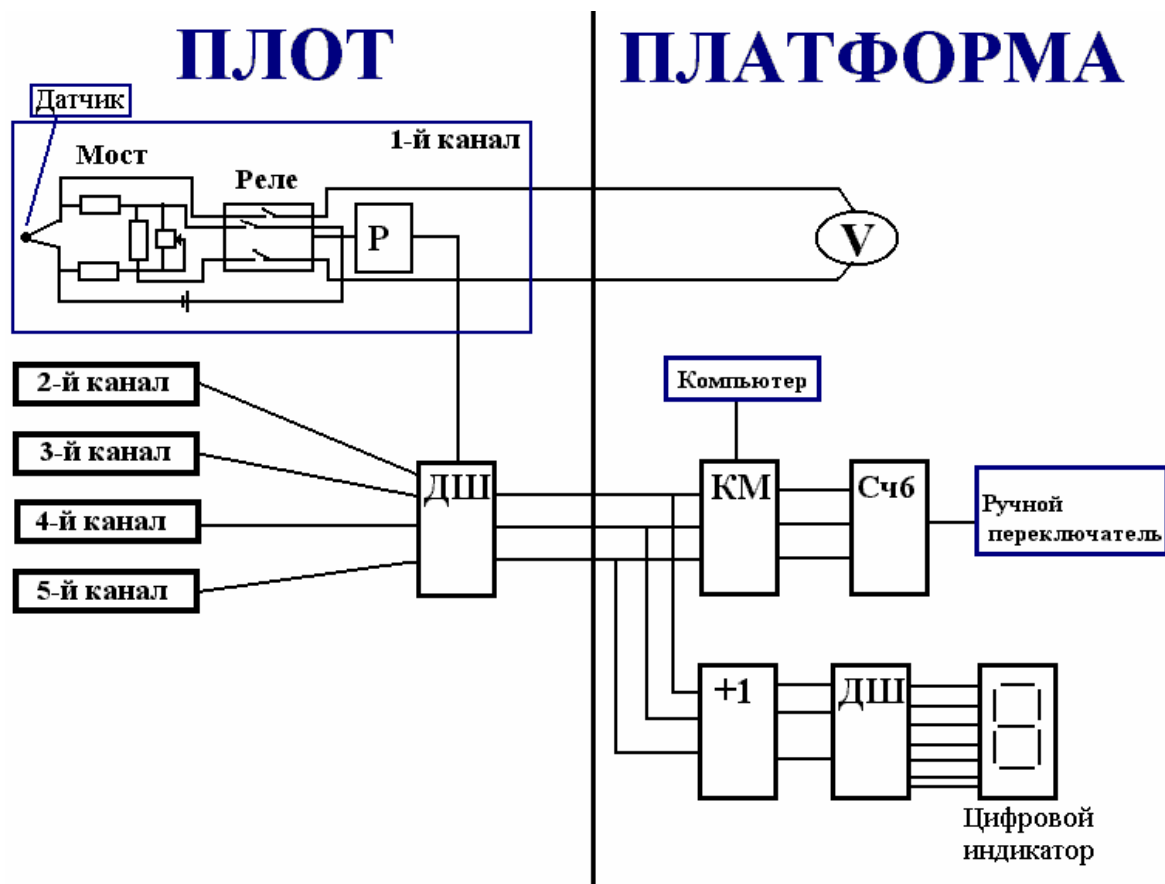 ПЛОТ
ПЛАТФОРМА
Датчик
1-й канал
Мост
Реле
Р
V
2-й канал
3-й канал
4-й канал
5-й канал
ДШ
Компьютер
КМ
Сч6
Ручной
переключатель
+1
ДШ
Цифровой
индикатор